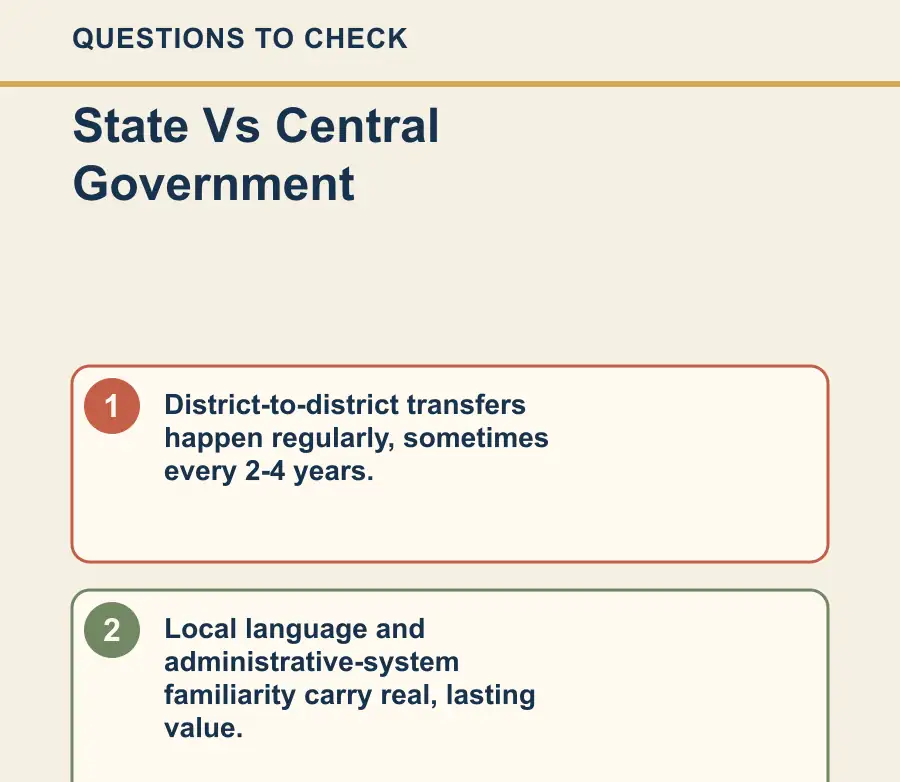 QUESTIONS TO CHECK
State Vs Central
Government
1
District-to-district transfers
happen regularly, sometimes
every 2-4 years.
2
Local language and
administrative-system
familiarity carry real, lasting
value.